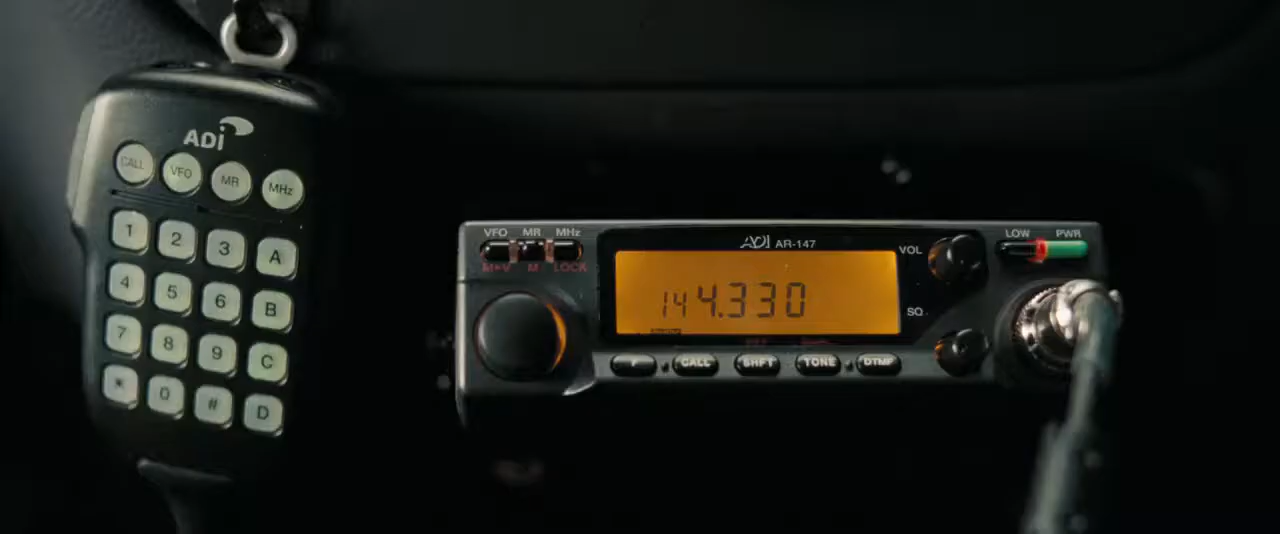 ADi
CALL VFO MR MHz
1 2 3 A
4 5 6 B
7 8 9 C
* 0 # D
VFO MR MHz
M▸V M LOCK
ADI AR-147
VOL
LOW PWR
144.330
SQ
F CALL SHFT TONE DTMF